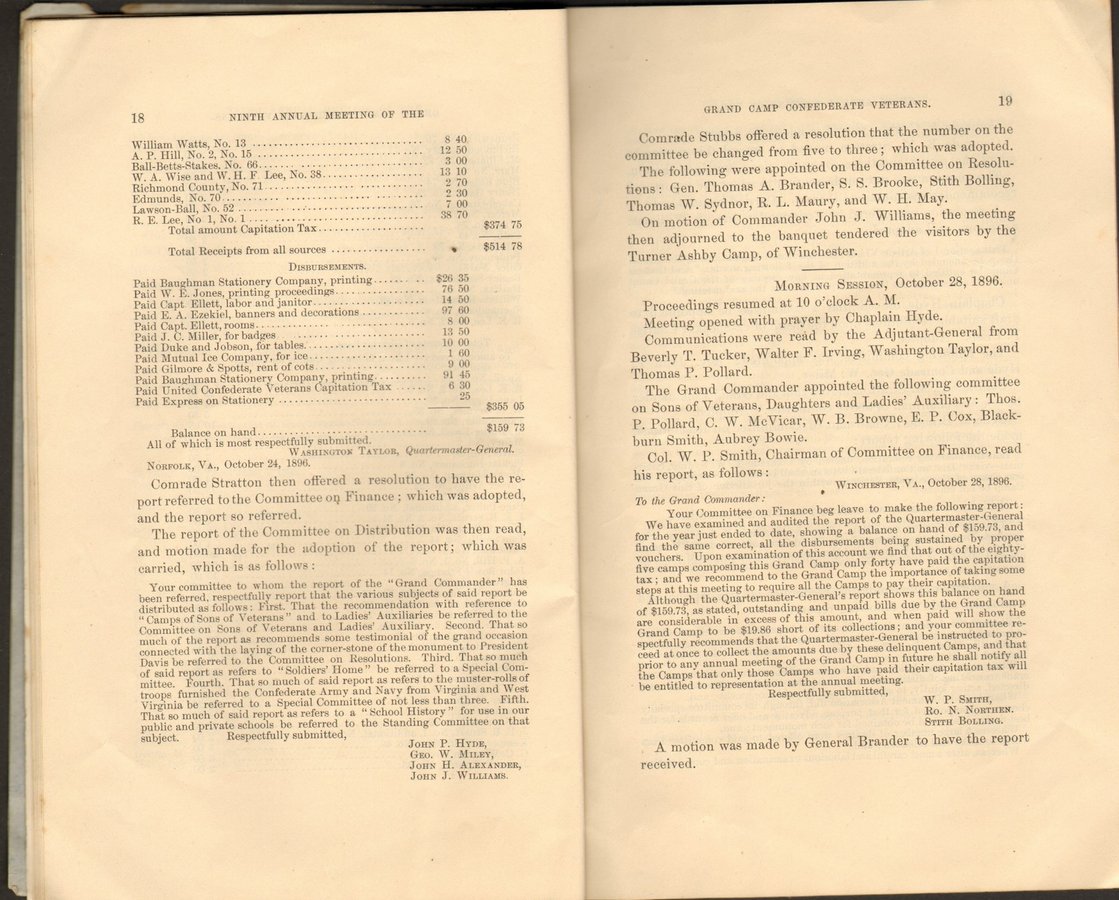 18 NINTH ANNUAL MEETING OF THE
William Watts, No. 13 8 40
A. P. Hill, No. 2, No. 15 12 50
Ball-Betts-Stakes, No. 66 3 00
W. A. Wise and W. H. F Lee, No. 38 13 10
Richmond County, No. 71 2 70
Edmunds, No. 70 2 30
Lawson-Ball, No. 52 7 00
R. E. Lee, No 1, No. 1 38 70
Total amount Capitation Tax $374 75
Total Receipts from all sources $514 78
DISBURSEMENTS.
Paid Baughman Stationery Company, printing $26 35
Paid W. E. Jones, printing proceedings 76 50
Paid Capt Ellett, labor and janitor 14 50
Paid E. A. Ezekiel, banners and decorations 97 60
Paid Capt. Ellett, rooms 8 00
Paid J. C. Miller, for badges 13 50
Paid Duke and Jobson, for tables 10 00
Paid Mutual Ice Company, for ice 1 60
Paid Gilmore & Spotts, rent of cots 9 00
Paid Baughman Stationery Company, printing 91 45
Paid United Confederate Veterans Capitation Tax 6 30
Paid Express on Stationery 25
$355 05
Balance on hand $159 73
All of which is most respectfully submitted.
WASHINGTON TAYLOR, Quartermaster-General.
NORFOLK, VA., October 24, 1896.
Comrade Stratton then offered a resolution to have the re-
port referred to the Committee on Finance; which was adopted,
and the report so referred.
The report of the Committee on Distribution was then read,
and motion made for the adoption of the report; which was
carried, which is as follows:
Your committee to whom the report of the "Grand Commander" has
been referred, respectfully report that the various subjects of said report be
distributed as follows: First. That the recommendation with reference to
"Camps of Sons of Veterans" and to Ladies' Auxiliaries be referred to the
Committee on Sons of Veterans and Ladies' Auxiliary. Second. That so
much of the report as recommends some testimonial of the grand occasion
connected with the laying of the corner-stone of the monument to President
Davis be referred to the Committee on Resolutions. Third. That so much
of said report as refers to "Soldiers' Home" be referred to a Special Com-
mittee. Fourth. That so much of said report as refers to the muster-rolls of
troops furnished the Confederate Army and Navy from Virginia and West
Virginia be referred to a Special Committee of not less than three. Fifth.
That so much of said report as refers to a "School History" for use in our
public and private schools be referred to the Standing Committee on that
subject. Respectfully submitted,
JOHN P. HYDE,
GEO. W. MILEY,
JOHN H. ALEXANDER,
JOHN J. WILLIAMS.
GRAND CAMP CONFEDERATE VETERANS. 19
Comrade Stubbs offered a resolution that the number on the
committee be changed from five to three; which was adopted.
The following were appointed on the Committee on Resolu-
tions: Gen. Thomas A. Brander, S. S. Brooke, Stith Bolling,
Thomas W. Sydnor, R. L. Maury, and W. H. May.
On motion of Commander John J. Williams, the meeting
then adjourned to the banquet tendered the visitors by the
Turner Ashby Camp, of Winchester.
MORNING SESSION, October 28, 1896.
Proceedings resumed at 10 o'clock A. M.
Meeting opened with prayer by Chaplain Hyde.
Communications were read by the Adjutant-General from
Beverly T. Tucker, Walter F. Irving, Washington Taylor, and
Thomas P. Pollard.
The Grand Commander appointed the following committee
on Sons of Veterans, Daughters and Ladies' Auxiliary: Thos.
P. Pollard, C. W. McVicar, W. B. Browne, E. P. Cox, Black-
burn Smith, Aubrey Bowie.
Col. W. P. Smith, Chairman of Committee on Finance, read
his report, as follows:
WINCHESTER, VA., October 28, 1896.
To the Grand Commander:
Your Committee on Finance beg leave to make the following report:
We have examined and audited the report of the Quartermaster-General
for the year just ended to date, showing a balance on hand of $159.73, and
find the same correct, all the disbursements being sustained by proper
vouchers. Upon examination of this account we find that out of the eighty-
five camps composing this Grand Camp only forty have paid the capitation
tax; and we recommend to the Grand Camp the importance of taking some
steps at this meeting to require all the Camps to pay their capitation.
Although the Quartermaster-General's report shows this balance on hand
of $159.73, as stated, outstanding and unpaid bills due by the Grand Camp
are considerable in excess of this amount, and when paid will show the
Grand Camp to be $19.86 short of its collections; and your committee re-
spectfully recommends that the Quartermaster-General be instructed to pro-
ceed at once to collect the amounts due by these delinquent Camps, and that
prior to any annual meeting of the Grand Camp in future he shall notify all
the Camps that only those Camps who have paid their capitation tax will
be entitled to representation at the annual meeting.
Respectfully submitted,
W. P. SMITH,
RO. N. NORTHEN.
STITH BOLLING.
A motion was made by General Brander to have the report
received.